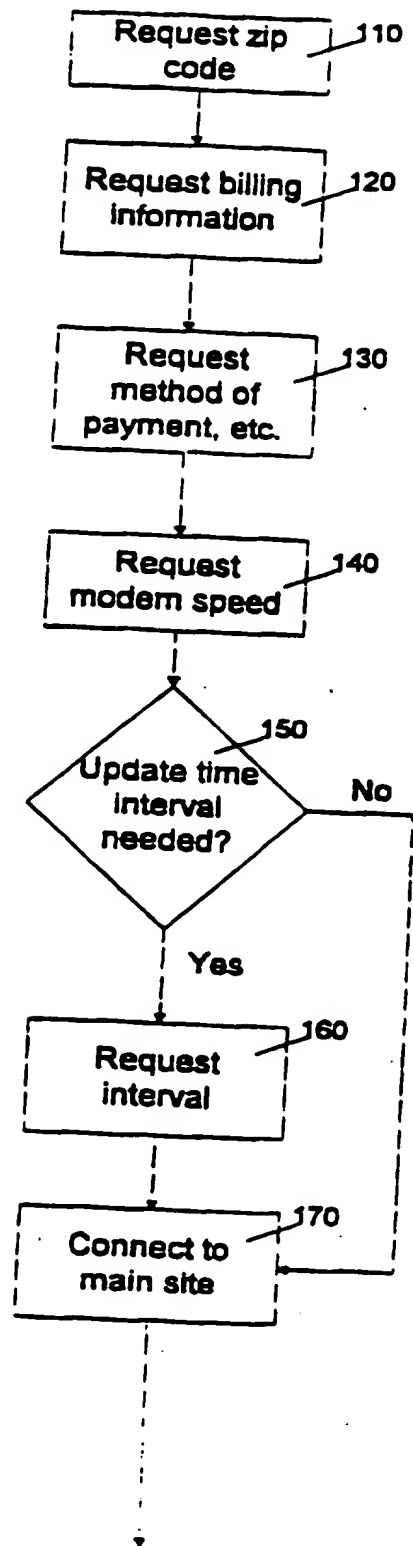 Request zip
code
110
Request billing
information
120
Request
method of
payment, etc.
130
Request
modem speed
140
150
Update time
interval
needed?
No
Yes
160
Request
interval
170
Connect to
main site